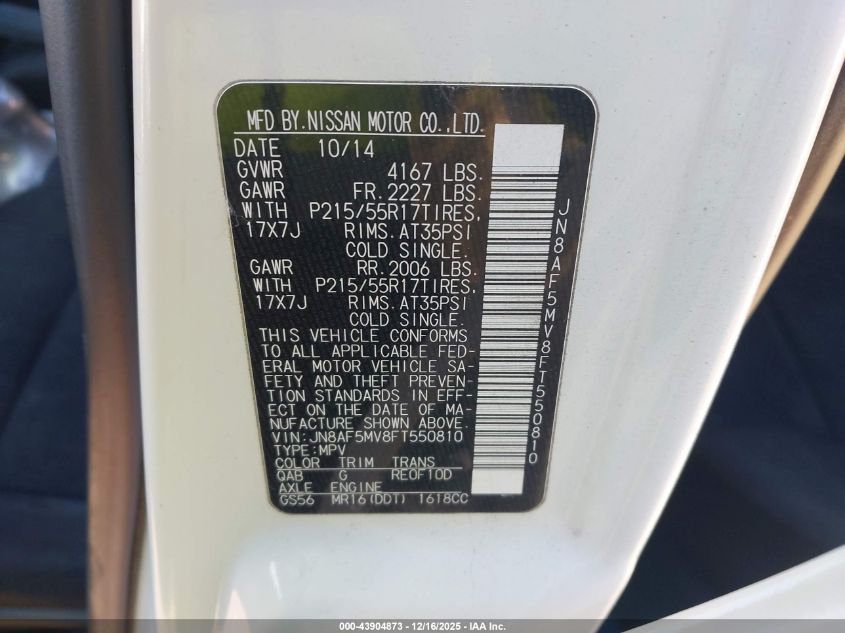 MFD BY.NISSAN MOTOR CO.,LTD.
DATE 10/14
GVWR 4167 LBS.
GAWR FR.2227 LBS.
WITH P215/55R17TIRES,
17X7J RIMS.AT35PSI
COLD SINGLE.
GAWR RR.2006 LBS.
WITH P215/55R17TIRES,
17X7J RIMS.AT35PSI
COLD SINGLE.
THIS VEHICLE CONFORMS
TO ALL APPLICABLE FED-
ERAL MOTOR VEHICLE SA-
FETY AND THEFT PREVEN-
TION STANDARDS IN EFF-
ECT ON THE DATE OF MA-
NUFACTURE SHOWN ABOVE.
VIN:JN8AF5MV8FT550810
TYPE:MPV
COLOR TRIM TRANS
QAB G RE0F10D
AXLE ENGINE
GS56 MR16(DDT) 1618CC
JN8AF5MV8FT550810
000-43904873 – 12/16/2025 – IAA Inc.